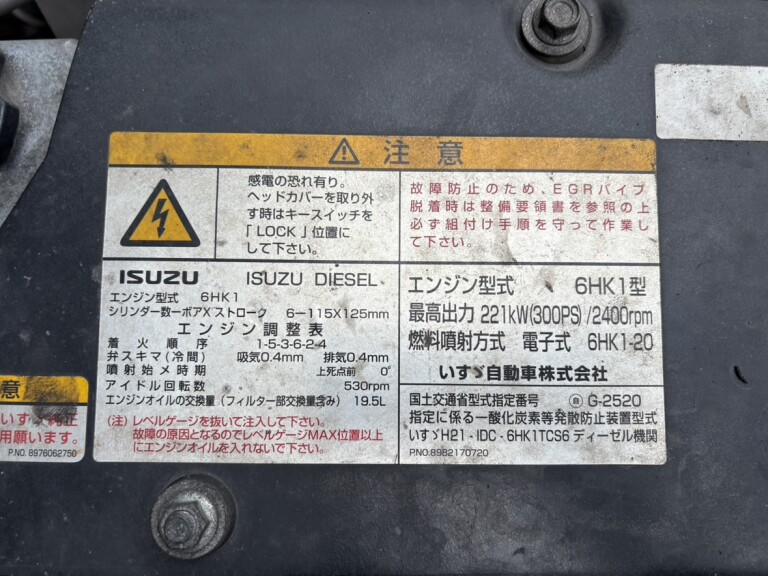 注意
感電の恐れ有り。
ヘッドカバーを取り外
す時はキースイッチを
「LOCK」位置に
して下さい。
故障防止のため、EGRパイプ
脱着時は整備要領書を参照の上
必ず組付け手順を守って作業し
て下さい。
ISUZU ISUZU DIESEL
エンジン型式 6HK1
シリンダー数ーボアXストローク 6-115X125mm
エンジン調整表
着火順序 1-5-3-6-2-4
弁スキマ(冷間) 吸気0.4mm 排気0.4mm
噴射始メ時期 上死点前 0°
アイドル回転数 530rpm
エンジンオイルの交換量(フィルター部交換量含み) 19.5L
(注)レベルゲージを抜いて注入して下さい。
故障の原因となるのでレベルゲージMAX位置以上
にエンジンオイルを入れないで下さい。
エンジン型式 6HK1型
最高出力 221kW(300PS)/2400rpm
燃料噴射方式 電子式 6HK1-20
いすゞ自動車株式会社
国土交通省型式指定番号 G-2520
指定に係る一酸化炭素等発散防止装置型式
いすゞH21・IDC・6HK1TCS6 ディーゼル機関
P.NO.8982170720
意
いすゞ純正
用願います。
P.NO. 8976062750